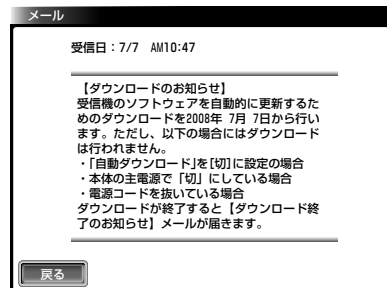 メール
受信日：7/7 AM10:47
【ダウンロードのお知らせ】
受信機のソフトウェアを自動的に更新するた
めのダウンロードを2008年 7月 7日から行い
ます。ただし、以下の場合にはダウンロード
は行われません。
・「自動ダウンロード」を[切]に設定の場合
・本体の主電源で「切」にしている場合
・電源コードを抜いている場合
ダウンロードが終了すると【ダウンロード終
了のお知らせ】メールが届きます。
戻る